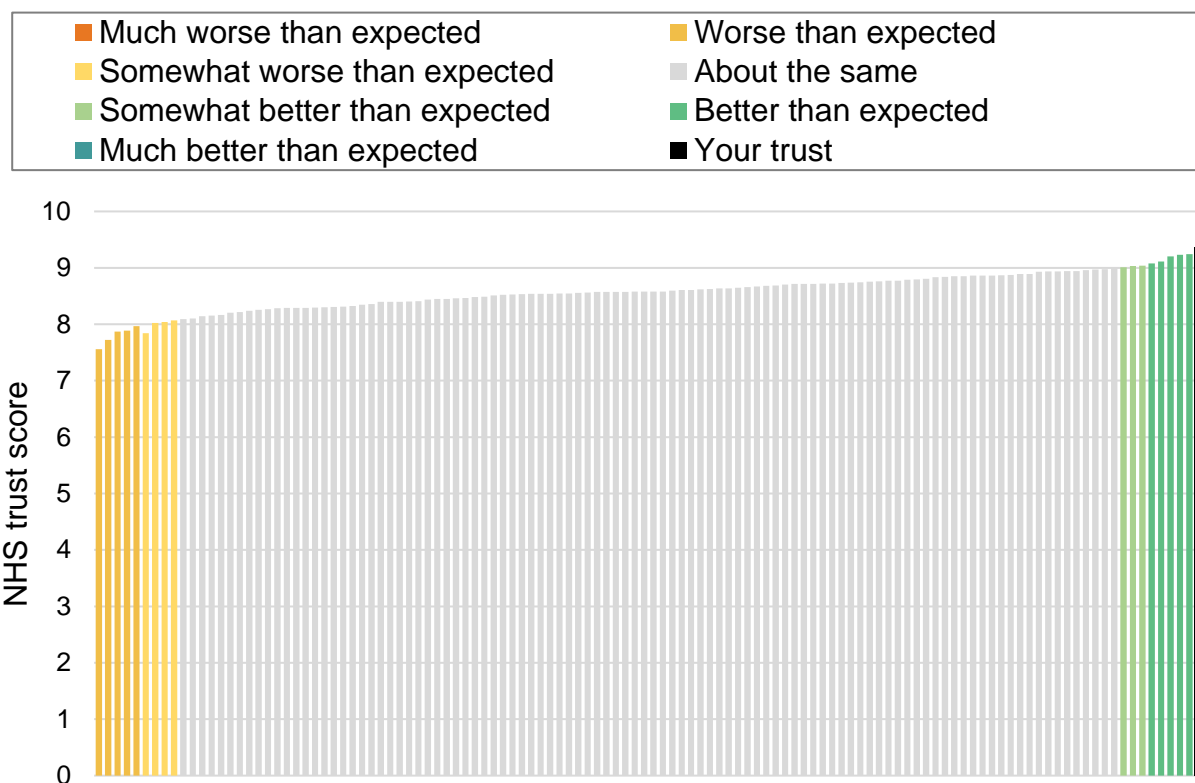 Much worse than expected
Worse than expected
Somewhat worse than expected
About the same
Somewhat better than expected
Better than expected
Much better than expected
Your trust
NHS trust score
10
9
8
7
6
5
4
3
2
1
0